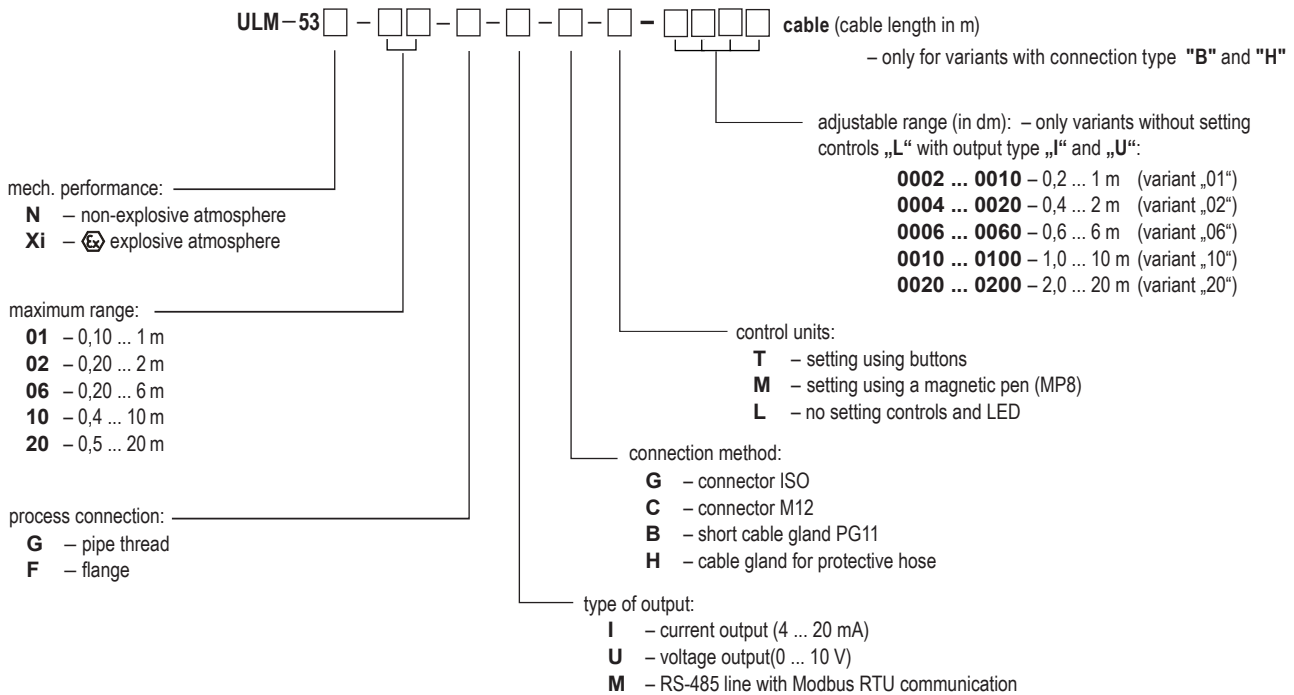 ULM – 53 – – – – – – cable (cable length in m)
– only for variants with connection type "B" and "H"
adjustable range (in dm): – only variants without setting
controls „L“ with output type „I“ and „U“:
0002 ... 0010 – 0,2 ... 1 m (variant „01“)
0004 ... 0020 – 0,4 ... 2 m (variant „02“)
0006 ... 0060 – 0,6 ... 6 m (variant „06“)
0010 ... 0100 – 1,0 ... 10 m (variant „10“)
0020 ... 0200 – 2,0 ... 20 m (variant „20“)
mech. performance:
N – non-explosive atmosphere
Xi – Ex explosive atmosphere
maximum range:
01 – 0,10 ... 1 m
02 – 0,20 ... 2 m
06 – 0,20 ... 6 m
10 – 0,4 ... 10 m
20 – 0,5 ... 20 m
control units:
T – setting using buttons
M – setting using a magnetic pen (MP8)
L – no setting controls and LED
connection method:
G – connector ISO
C – connector M12
B – short cable gland PG11
H – cable gland for protective hose
process connection:
G – pipe thread
F – flange
type of output:
I – current output (4 ... 20 mA)
U – voltage output(0 ... 10 V)
M – RS-485 line with Modbus RTU communication